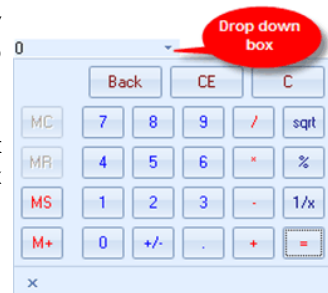 Drop down
box
0
Back CE C
MC 7 8 9 / sqrt
MR 4 5 6 * %
MS 1 2 3 - 1/x
M+ 0 +/- . + =
×